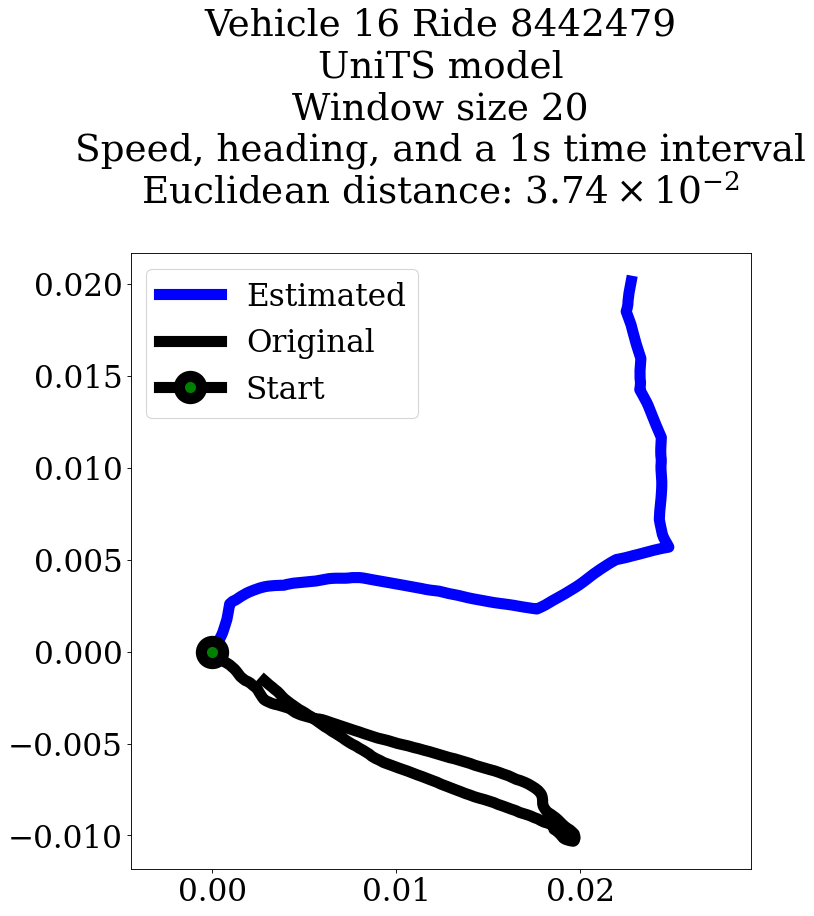 Vehicle 16 Ride 8442479
UniTS model
Window size 20
Speed, heading, and a 1s time interval
Euclidean distance: 3.74 × 10⁻²
Estimated
Original
Start
0.020
0.015
0.010
0.005
0.000
−0.005
−0.010
0.00 0.01 0.02